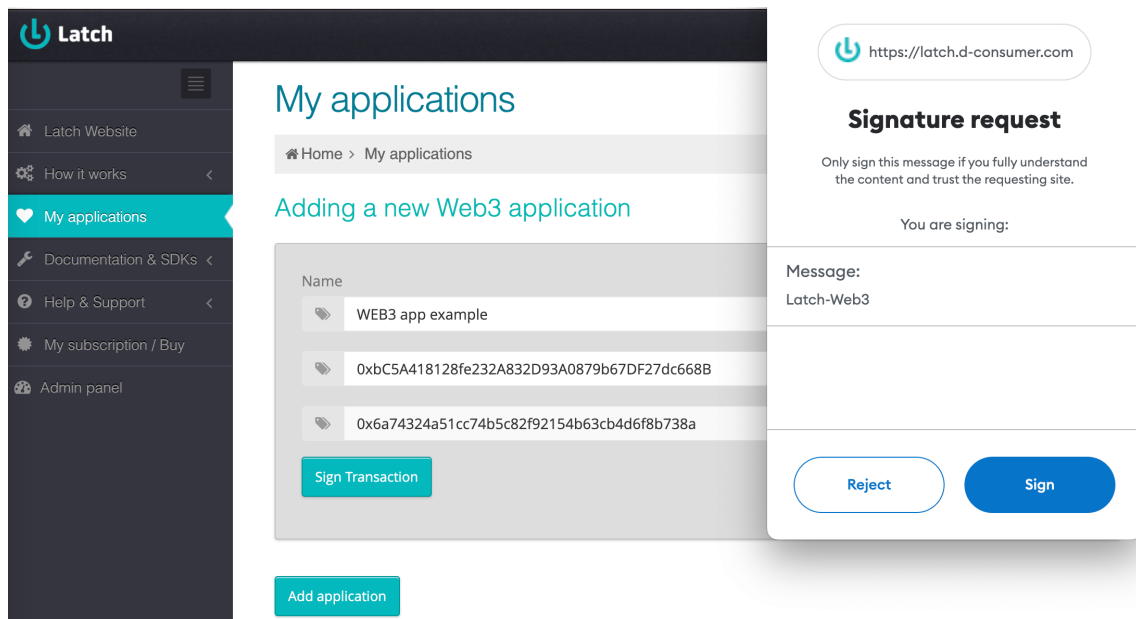 Latch
Latch Website
How it works
My applications
Documentation & SDKs
Help & Support
My subscription / Buy
Admin panel
My applications
Home > My applications
Adding a new Web3 application
Name
WEB3 app example
0xbC5A418128fe232A832D93A0879b67DF27dc668B
0x6a74324a51cc74b5c82f92154b63cb4d6f8b738a
Sign Transaction
Add application
https://latch.d-consumer.com
Signature request
Only sign this message if you fully understand
the content and trust the requesting site.
You are signing:
Message:
Latch-Web3
Reject
Sign